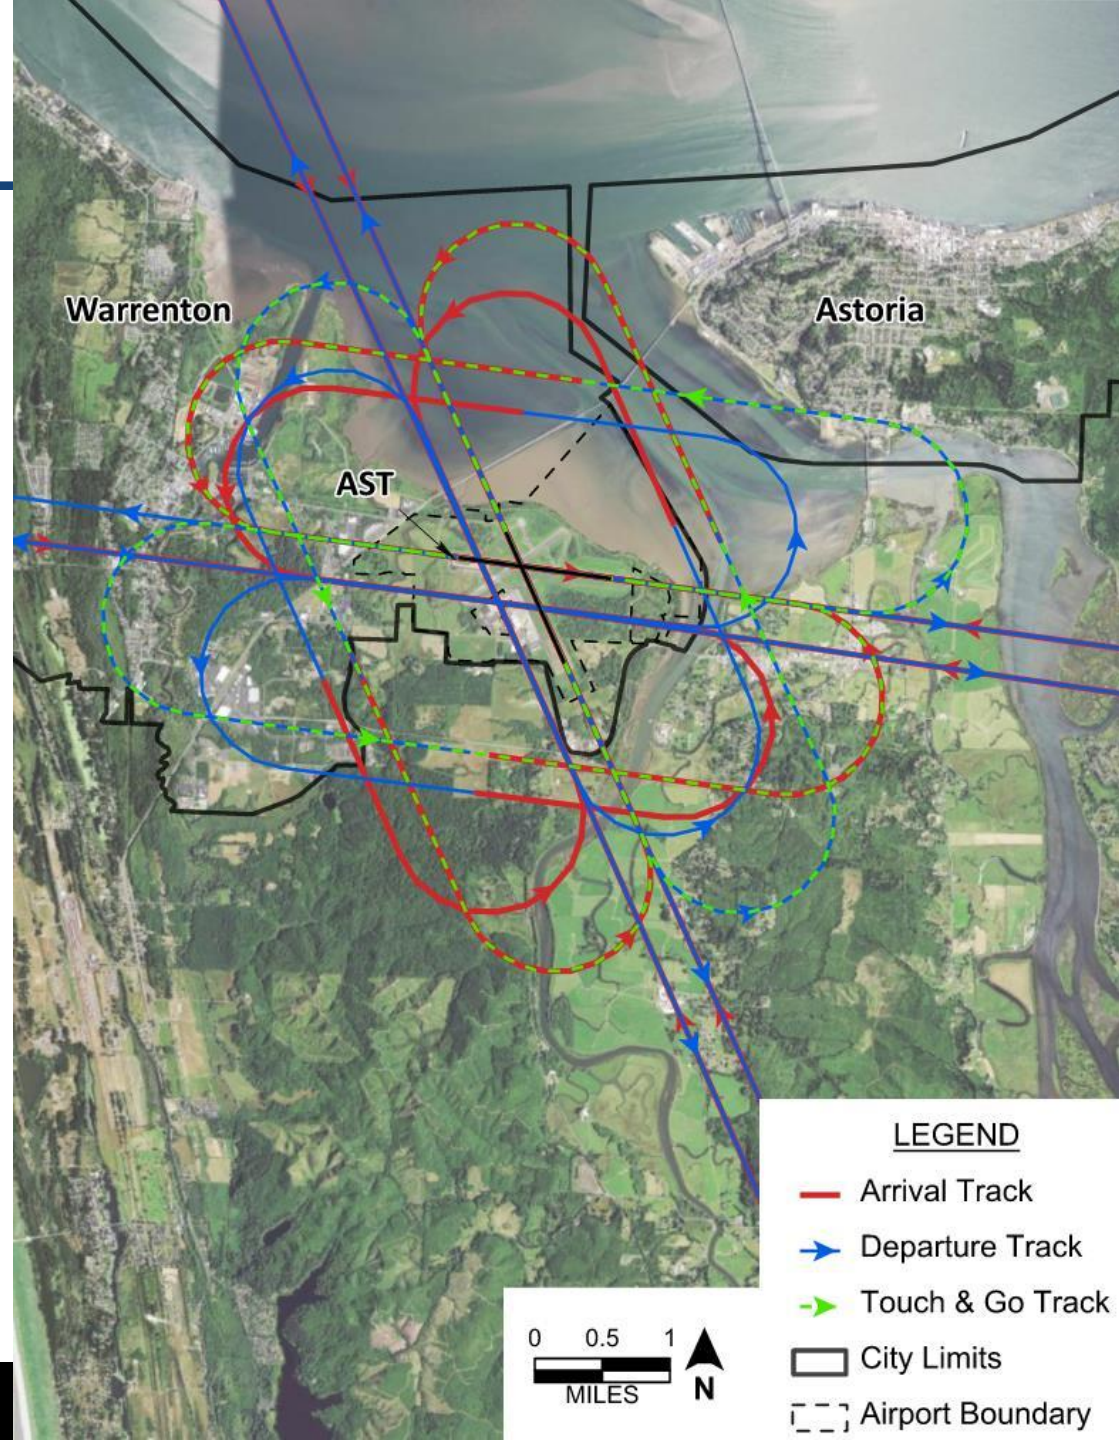 Warrenton
Astoria
AST
LEGEND
Arrival Track
Departure Track
Touch & Go Track
City Limits
Airport Boundary
0 0.5 1
MILES
N